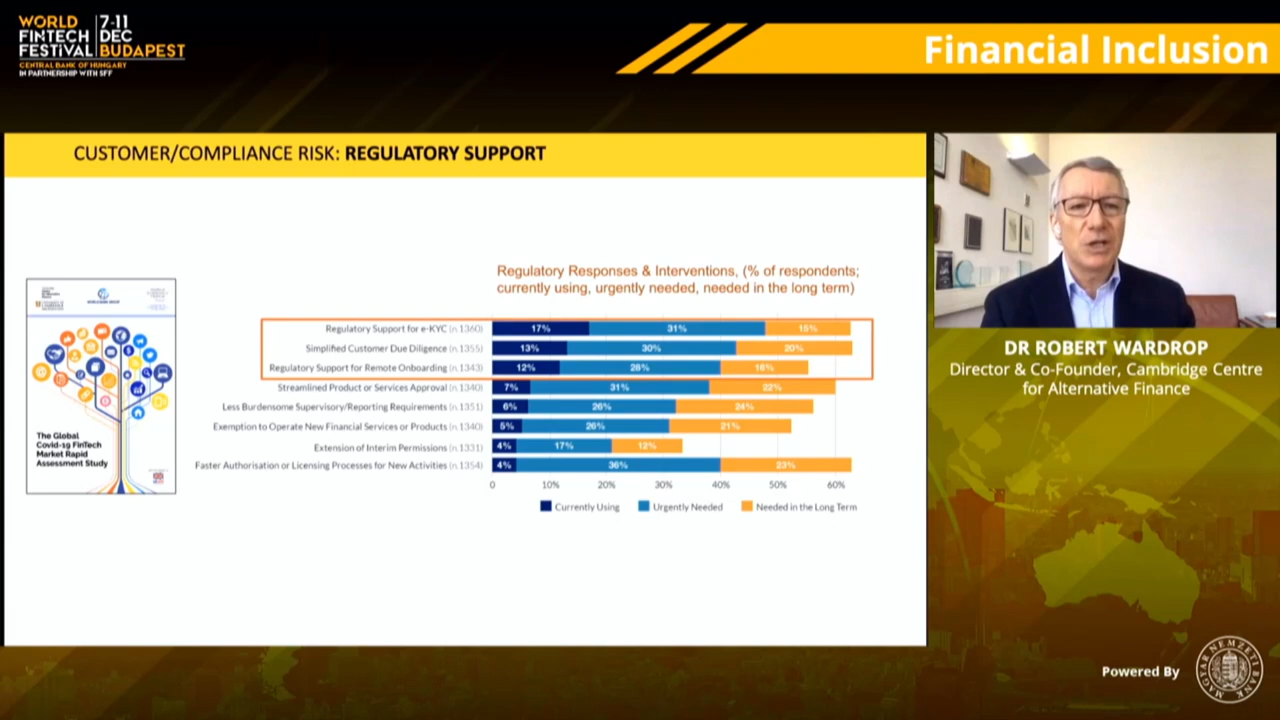 WORLD
FINTECH
FESTIVAL
7-11
DEC
BUDAPEST
CENTRAL BANK OF HUNGARY
IN PARTNERSHIP WITH SFF
Financial Inclusion
CUSTOMER/COMPLIANCE RISK: REGULATORY SUPPORT
Regulatory Responses & Interventions, (% of respondents;
currently using, urgently needed, needed in the long term)
Regulatory Support for e-KYC (n.1360) 17% 31% 15%
Simplified Customer Due Diligence (n.1355) 13% 30% 20%
Regulatory Support for Remote Onboarding (n.1343) 12% 28% 16%
Streamlined Product or Services Approval (n.1340) 7% 31% 22%
Less Burdensome Supervisory/Reporting Requirements (n.1351) 6% 26% 24%
Exemption to Operate New Financial Services or Products (n.1340) 5% 26% 21%
Extension of Interim Permissions (n.1331) 4% 17% 12%
Faster Authorisation or Licensing Processes for New Activities (n.1354) 4% 36% 23%
0 10% 20% 30% 40% 50% 60%
Currently Using Urgently Needed Needed in the Long Term
The Global
Covid-19 FinTech
Market Rapid
Assessment Study
DR ROBERT WARDROP
Director & Co-Founder, Cambridge Centre
for Alternative Finance
Powered By
MAGYAR NEMZETI BANK